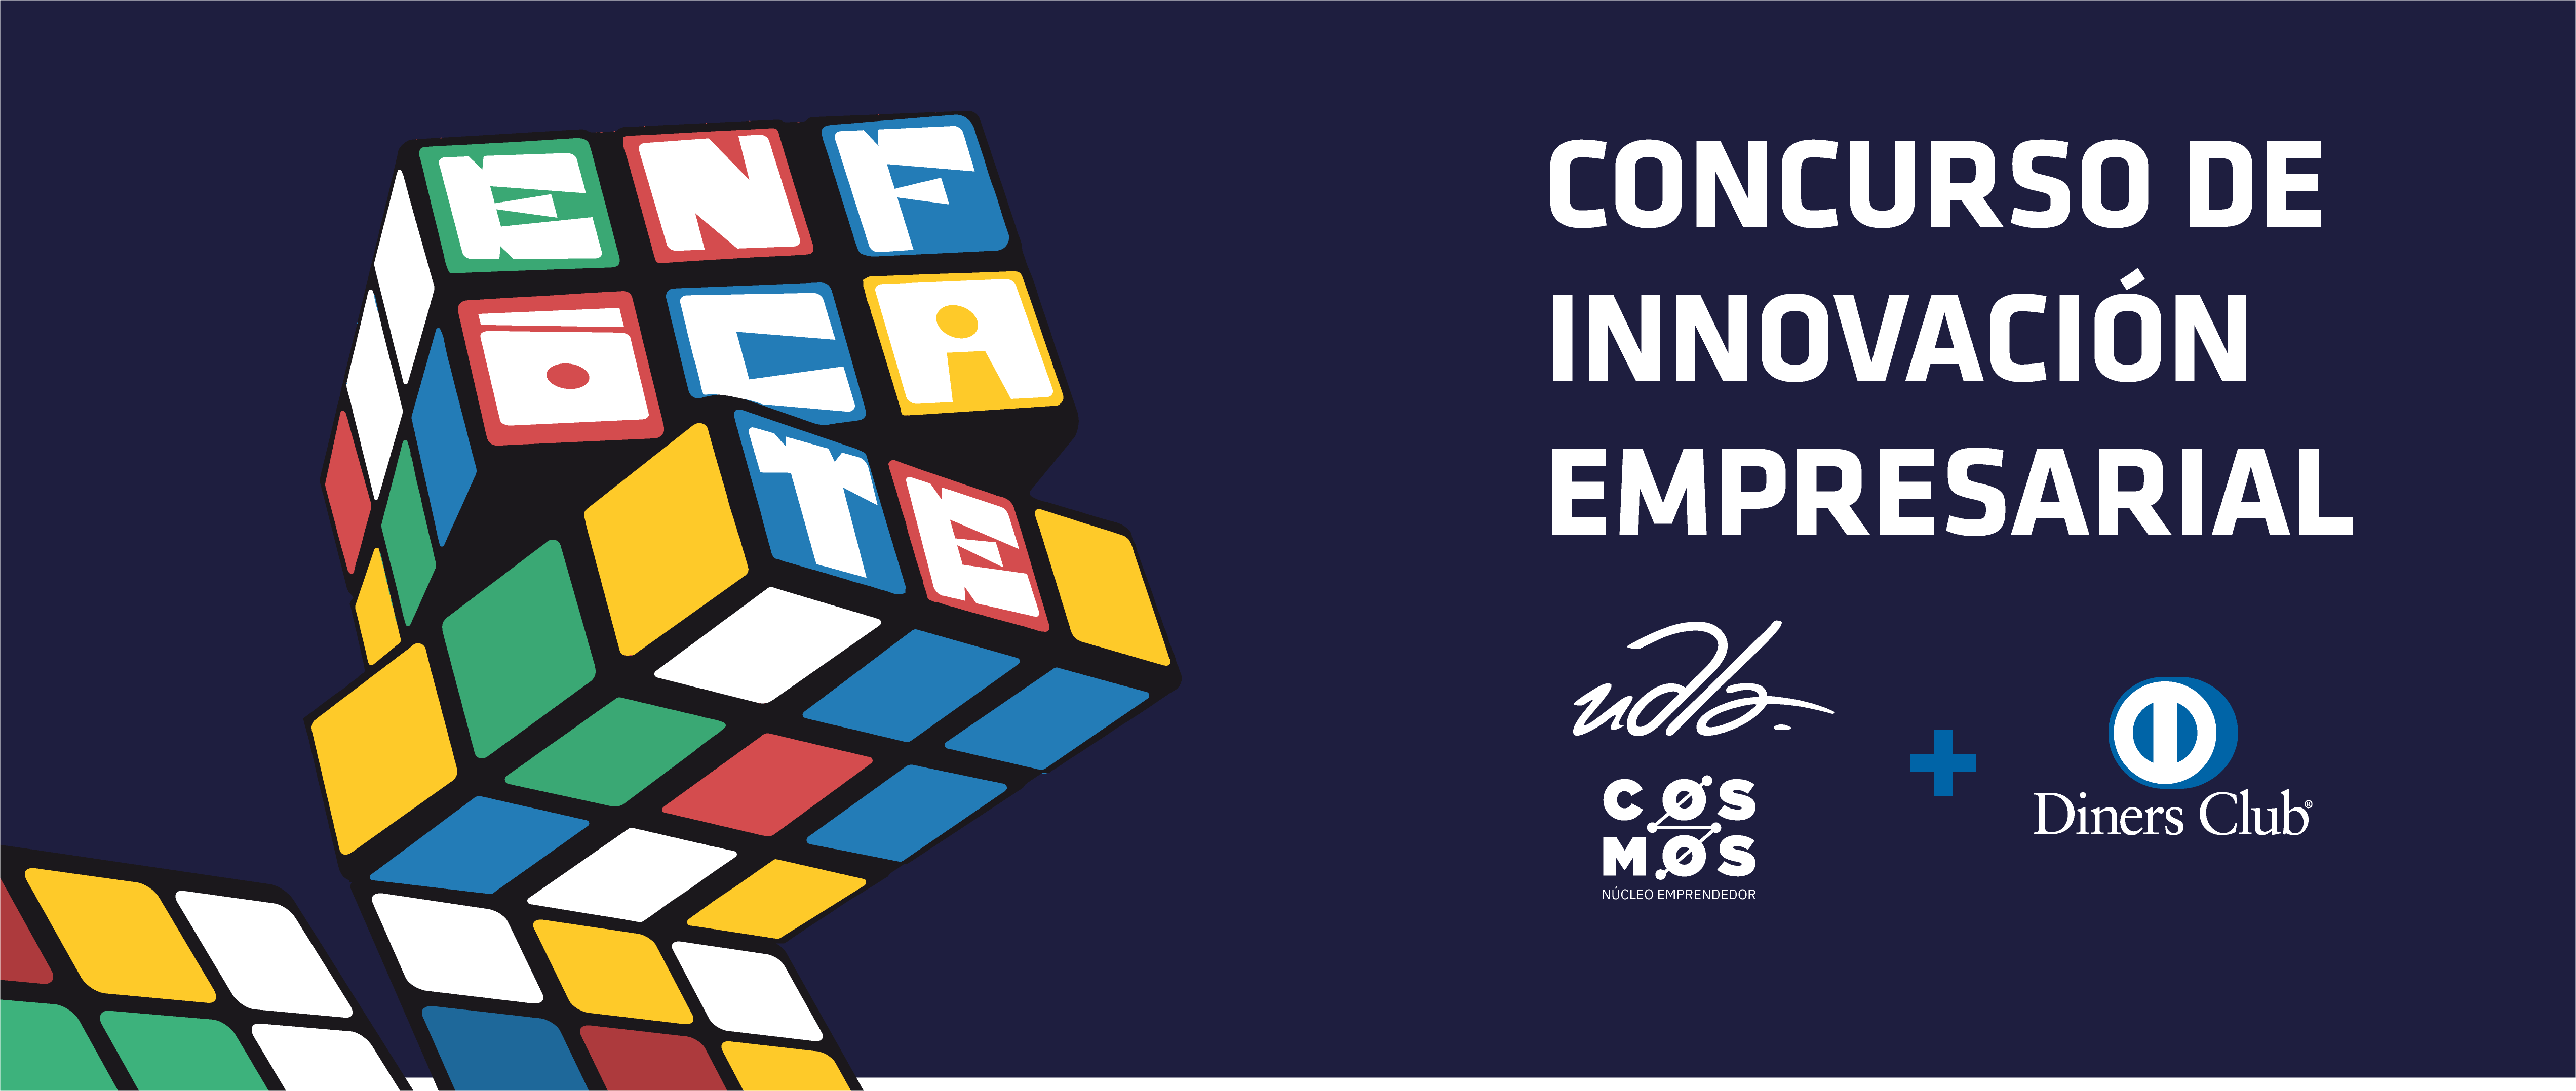 ENF
ÓCA
TE
CONCURSO DE
INNOVACIÓN
EMPRESARIAL
udla.
COS
MOS
NÚCLEO EMPRENDEDOR
+
Diners Club®